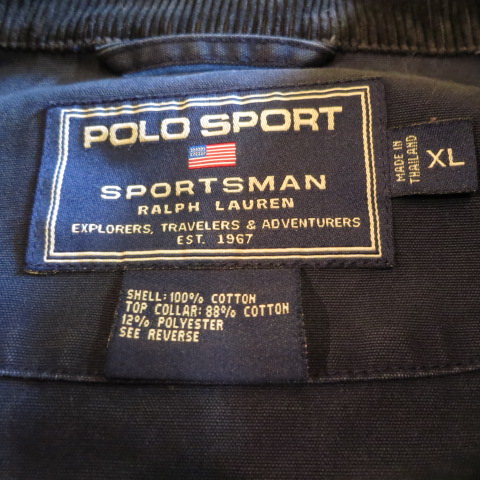 POLO SPORT
SPORTSMAN
RALPH LAUREN
EXPLORERS, TRAVELERS & ADVENTURERS
EST. 1967
MADE IN
THAILAND
XL
SHELL: 100% COTTON
TOP COLLAR: 88% COTTON
12% POLYESTER
SEE REVERSE